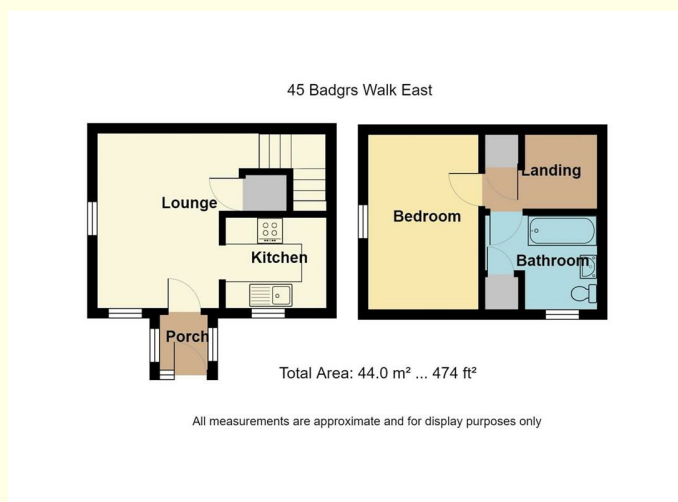 45 Badgrs Walk East
Lounge
Kitchen
Porch
Bedroom
Landing
Bathroom
Total Area: 44.0 m² ... 474 ft²
All measurements are approximate and for display purposes only